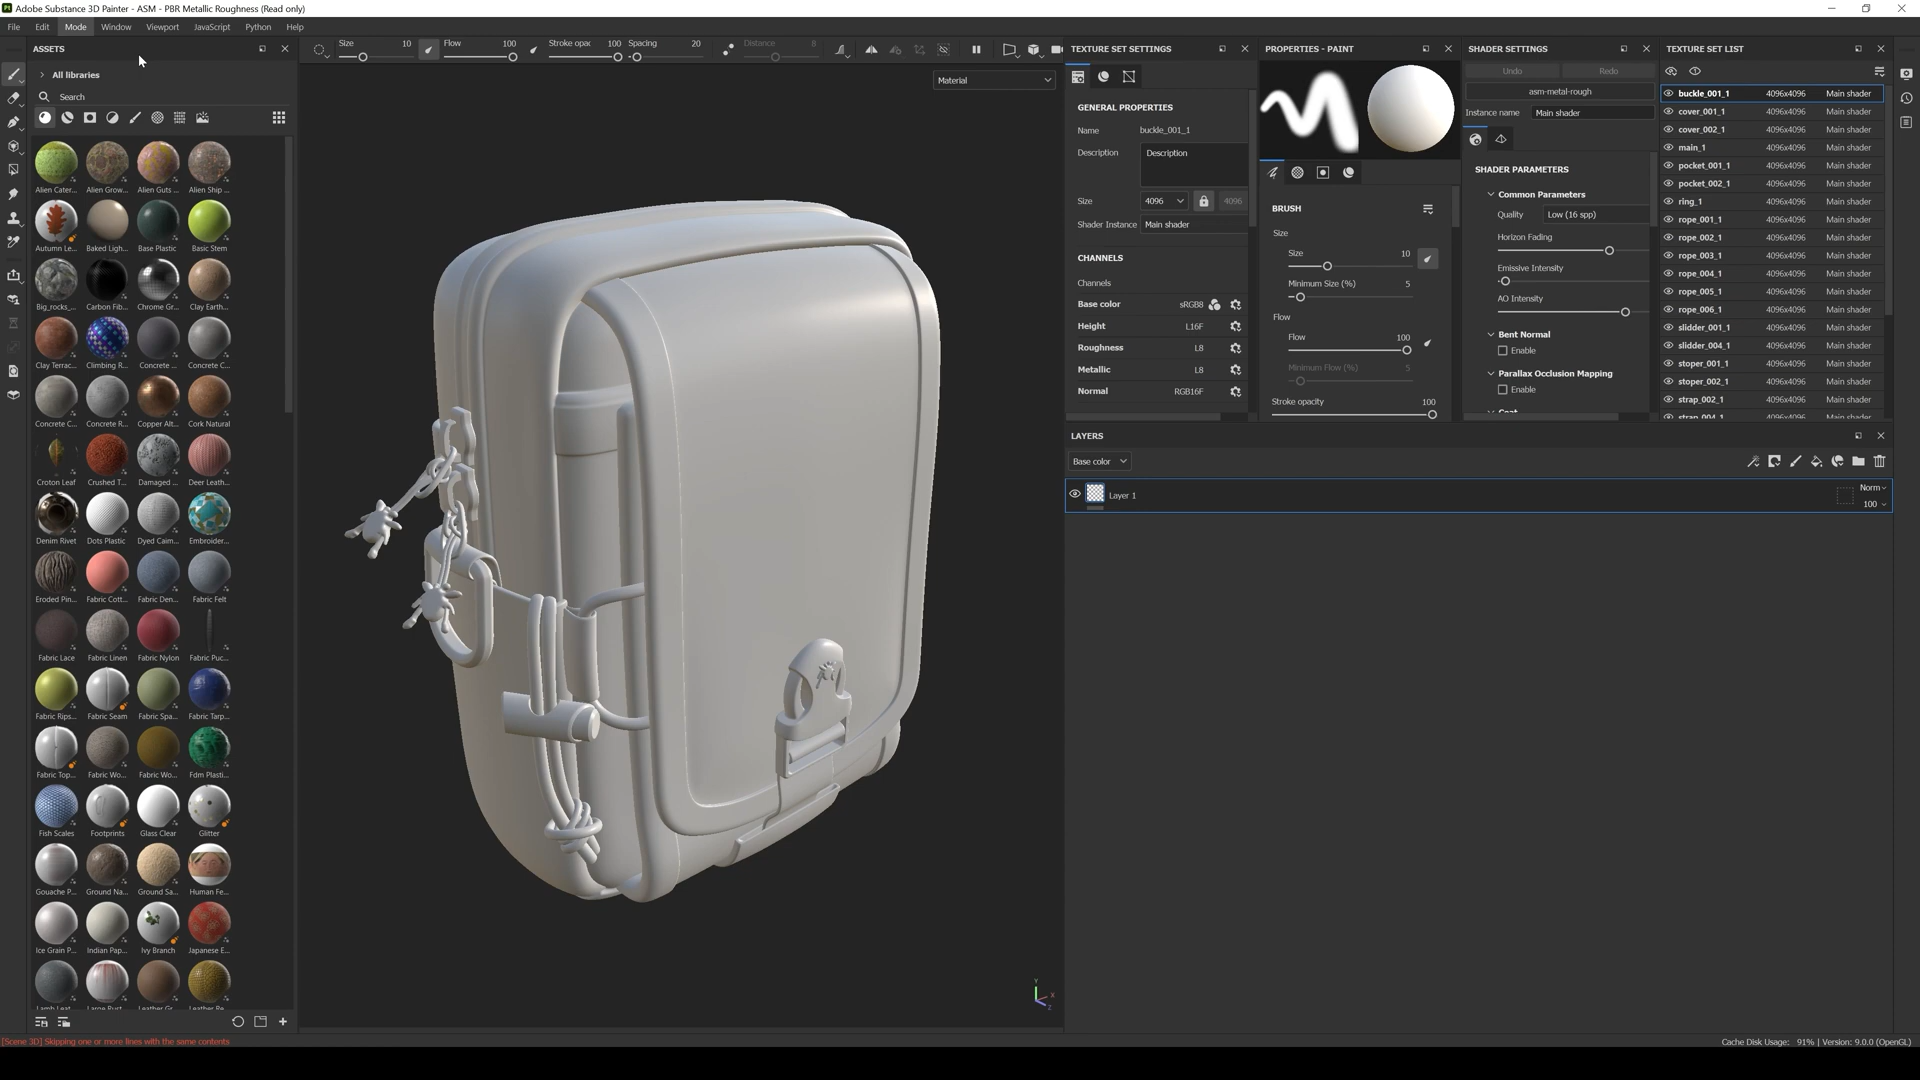 Adobe Substance 3D Painter - ASM - PBR Metallic Roughness (Read only)
File Edit Mode Window Viewport JavaScript Python Help
ASSETS
All libraries
Search
Alien Cater... Alien Grow... Alien Guts ... Alien Ship ...
Autumn Le... Baked Ligh... Base Plastic Basic Stem
Big_rocks_... Carbon Fib... Chrome Gr... Clay Earth...
Clay Terrac... Climbing R... Concrete ... Concrete C...
Concrete C... Concrete R... Copper Alt... Cork Natural
Croton Leaf Crushed T... Damaged ... Deer Leath...
Denim Rivet Dots Plastic Dyed Caim... Embroider...
Eroded Pin... Fabric Cott... Fabric Den... Fabric Felt
Fabric Lace Fabric Linen Fabric Nylon Fabric Puc...
Fabric Rips... Fabric Seam Fabric Spa... Fabric Tarp...
Fabric Top... Fabric Wo... Fabric Wo... Fdm Plasti...
Fish Scales Footprints Glass Clear Glitter
Gouache P... Ground Na... Ground Sa... Human Fe...
Ice Grain P... Indian Pap... Ivy Branch Japanese E...
Size 10 Flow 100 Stroke opac 100 Spacing 20 Distance 8
Material
Y
X
Z
TEXTURE SET SETTINGS
GENERAL PROPERTIES
Name buckle_001_1
Description Description
Size 4096 4096
Shader Instance Main shader
CHANNELS
Channels
Base color sRGB8
Height L16F
Roughness L8
Metallic L8
Normal RGB16F
PROPERTIES - PAINT
BRUSH
Size
Size 10
Minimum Size (%) 5
Flow
Flow 100
Minimum Flow (%) 5
Stroke opacity 100
SHADER SETTINGS
Undo Redo
asm-metal-rough
Instance name Main shader
SHADER PARAMETERS
Common Parameters
Quality Low (16 spp)
Horizon Fading
Emissive Intensity
AO Intensity
Bent Normal
Enable
Parallax Occlusion Mapping
Enable
Coat
TEXTURE SET LIST
buckle_001_1 4096x4096 Main shader
cover_001_1 4096x4096 Main shader
cover_002_1 4096x4096 Main shader
main_1 4096x4096 Main shader
pocket_001_1 4096x4096 Main shader
pocket_002_1 4096x4096 Main shader
ring_1 4096x4096 Main shader
rope_001_1 4096x4096 Main shader
rope_002_1 4096x4096 Main shader
rope_003_1 4096x4096 Main shader
rope_004_1 4096x4096 Main shader
rope_005_1 4096x4096 Main shader
rope_006_1 4096x4096 Main shader
slidder_001_1 4096x4096 Main shader
slidder_004_1 4096x4096 Main shader
stoper_001_1 4096x4096 Main shader
stoper_002_1 4096x4096 Main shader
strap_002_1 4096x4096 Main shader
strap_004_1 4096x4096 Main shader
LAYERS
Base color
Layer 1 Norm
100
[Scene 3D] Skipping one or more lines with the same contents
Cache Disk Usage: 91% | Version: 9.0.0 (OpenGL)